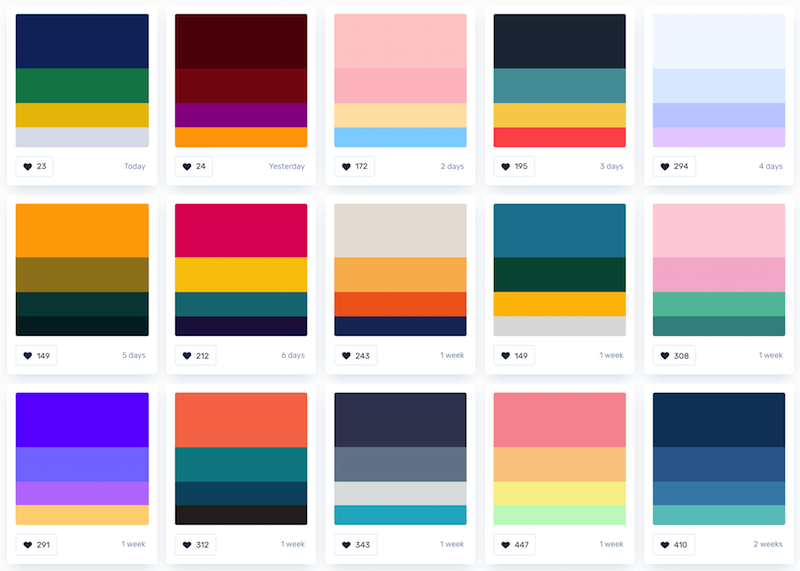 23 Today
24 Yesterday
172 2 days
195 3 days
294 4 days
149 5 days
212 6 days
243 1 week
149 1 week
308 1 week
291 1 week
312 1 week
343 1 week
447 1 week
410 2 weeks